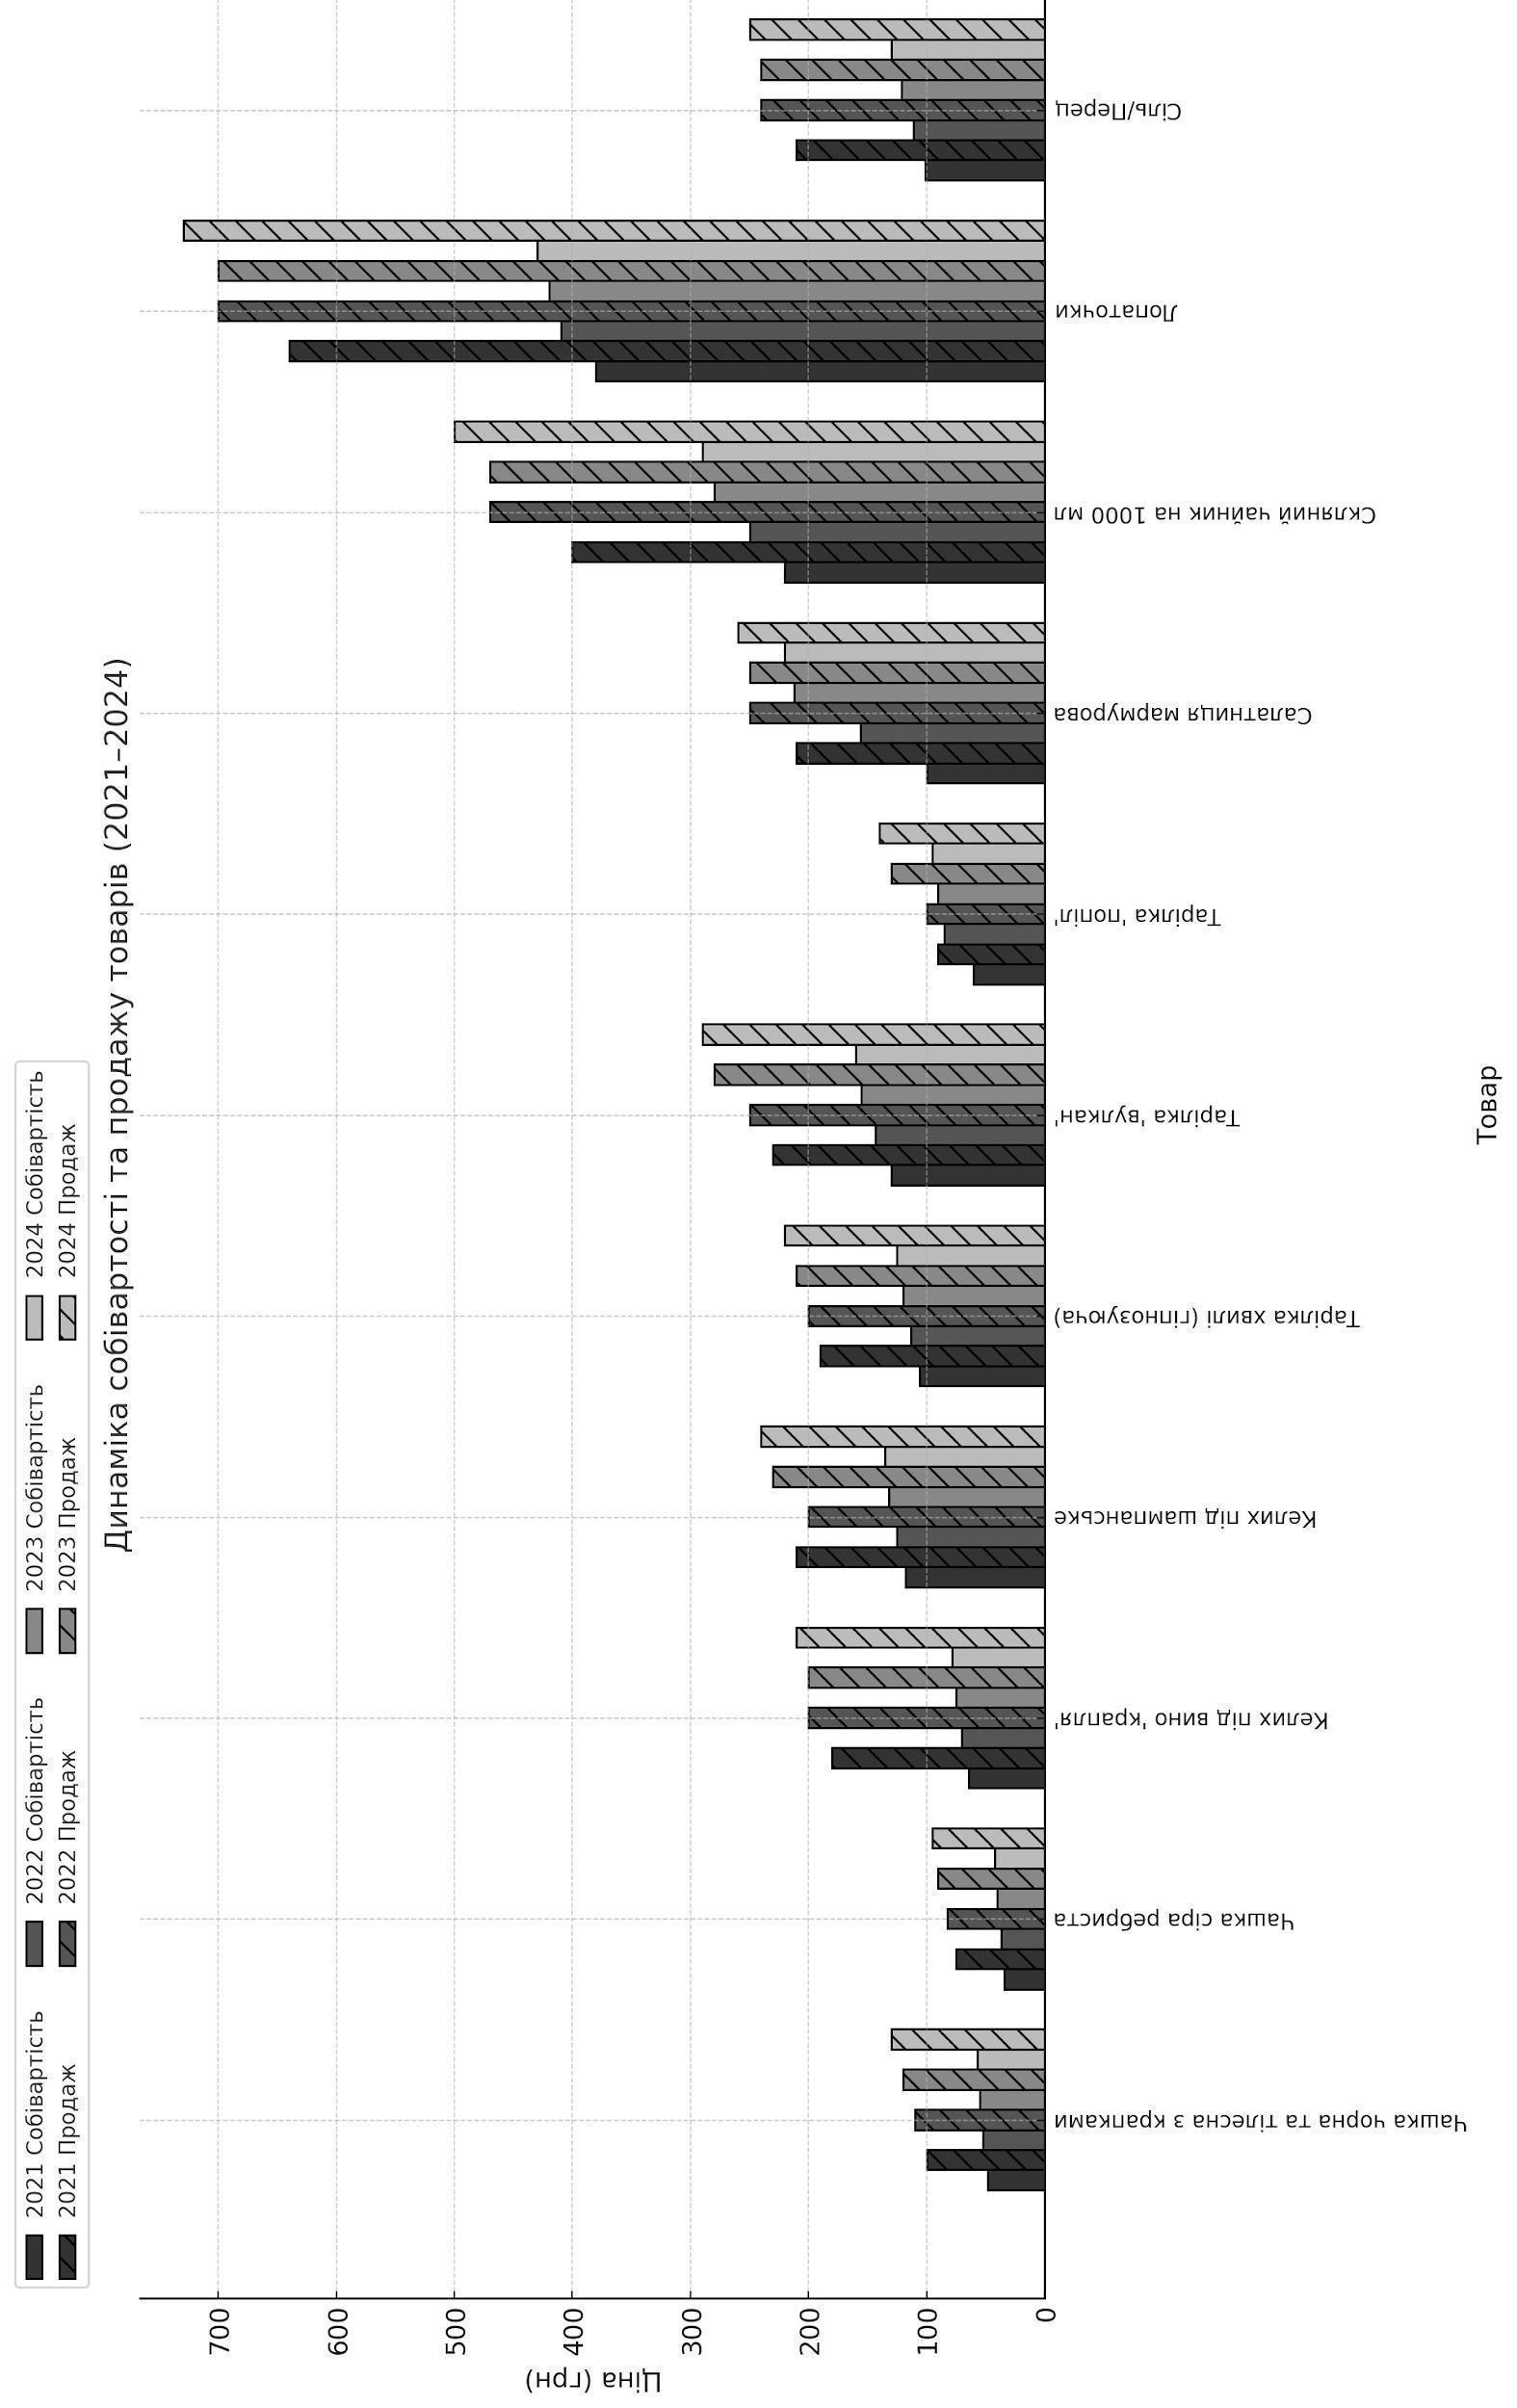 2021 Собівартість
2021 Продаж
2022 Собівартість
2022 Продаж
2023 Собівартість
2023 Продаж
2024 Собівартість
2024 Продаж
Динаміка собівартості та продажу товарів (2021–2024)
Ціна (грн)
700
600
500
400
300
200
100
0
Чашка чорна та тілесна з крапками
Чашка сіра ребриста
Келих під вино 'крапля'
Келих під шампанське
Тарілка хвилі (гіпнозуюча)
Тарілка 'вулкан'
Тарілка 'попіл'
Салатниця мармурова
Скляний чайник на 1000 мл
Лопаточки
Сіль/Перец
Товар